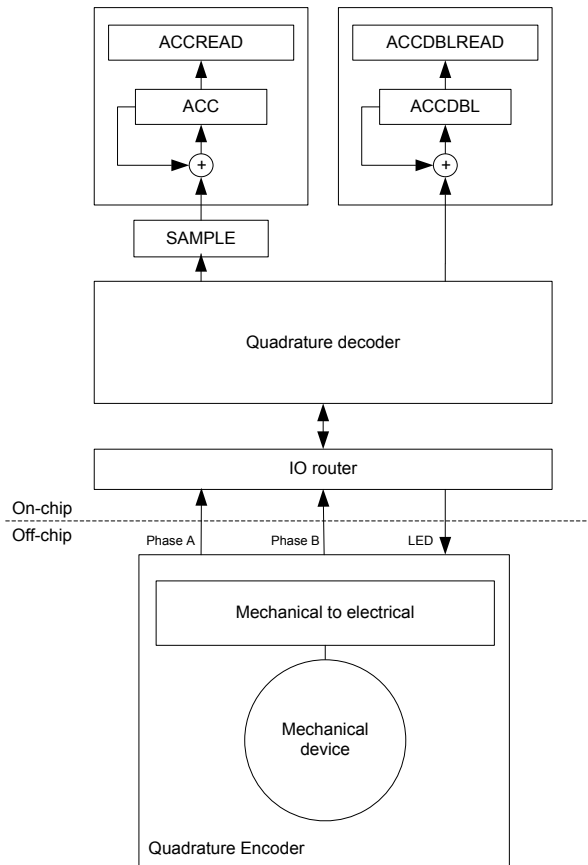 ACCREAD
ACCDBLREAD
ACC
ACCDBL
+
+
SAMPLE
Quadrature decoder
IO router
On-chip
Off-chip
Phase A
Phase B
LED
Mechanical to electrical
Mechanical
device
Quadrature Encoder